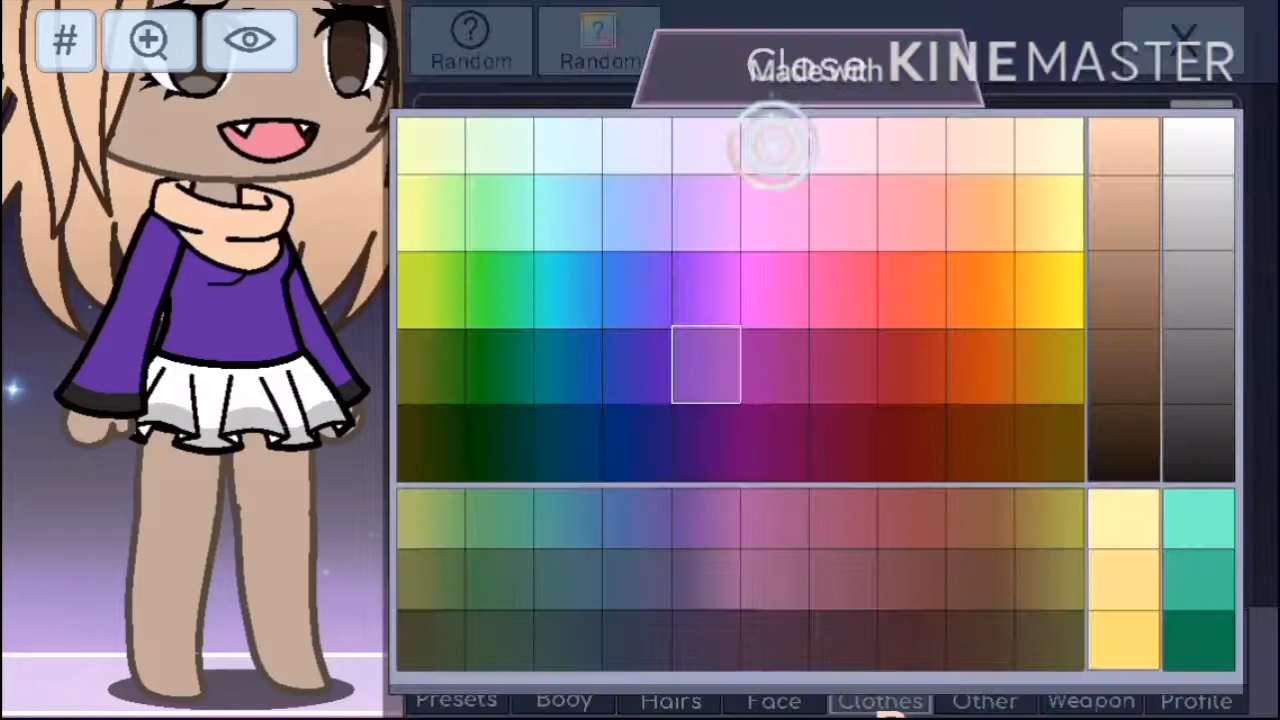 #
? Random
? Random
X
Close
Made with KINEMASTER
Presets Body Hairs Face Clothes Other Weapon Profile